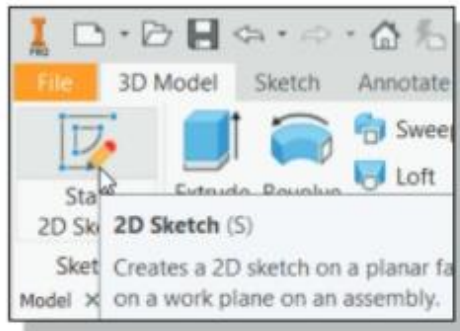 PRO
File 3D Model Sketch Annotate
Sweep
Loft
Extrude Revolve
2D Sketch (S)
Creates a 2D sketch on a planar
on a work plane on an assembly.
Model ×